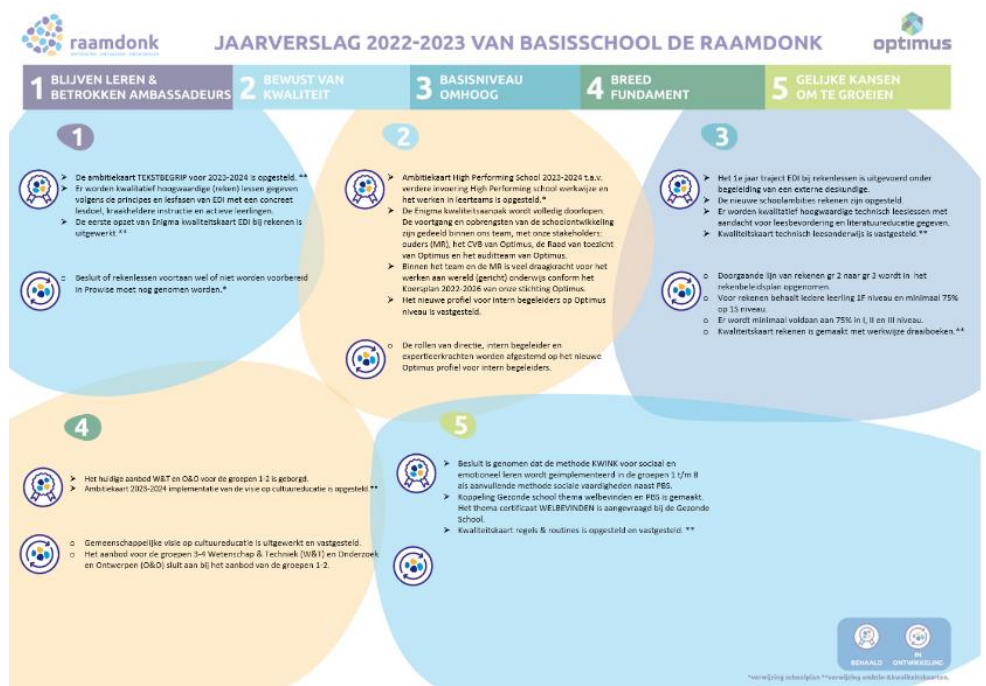 raamdonk
JAARVERSLAG 2022-2023 VAN BASISSCHOOL DE RAAMDONK
optimus
1 BLIJVEN LEREN &
BETROKKEN AMBASSADEURS
2 BEWUST VAN
KWALITEIT
3 BASISNIVEAU
OMHOOG
4 BREED
FUNDAMENT
5 GELIJKE KANSEN
OM TE GROEIEN
1
➢ De ambitiekaart TEKSTBEGRIP voor 2023-2024 is opgesteld. **
➢ Er worden kwalitatief hoogwaardige (reken) lessen gegeven
volgens de principes en lesfasen van EDI met een concreet
lesdoel, kraakheldere instructie en actieve leerlingen.
➢ De eerste opzet van Enigma kwaliteitskaart EDI bij rekenen is
uitgewerkt.**
o Besluit of rekenlessen voortaan wel of niet worden voorbereid
in Prowise moet nog genomen worden.*
2
➢ Ambitiekaart High Performing School 2023-2024 t.a.v.
verdere invoering High Performing school werkwijze en
het werken in leerteams is opgesteld.*
➢ De Enigma kwaliteitsaanpak wordt volledig doorlopen.
De voortgang en opbrengsten van de schoolontwikkeling
zijn gedeeld binnen ons team, met onze stakeholders:
ouders (MR), het CVB van Optimus, de Raad van toezicht
van Optimus en het auditteam van Optimus.
➢ Binnen het team en de MR is veel draagkracht voor het
werken aan wereld (gericht) onderwijs conform het
Koersplan 2022-2026 van onze stichting Optimus.
➢ Het nieuwe profiel voor intern begeleiders op Optimus
niveau is vastgesteld.
o De rollen van directie, intern begeleider en
expertleerkrachten worden afgestemd op het nieuwe
Optimus profiel voor intern begeleiders.
3
➢ Het 1e jaar traject EDI bij rekenlessen is uitgevoerd onder
begeleiding van een externe deskundige.
➢ De nieuwe schoolambities rekenen zijn opgesteld.
➢ Er worden kwalitatief hoogwaardige technisch leeslessen met
aandacht voor leesbevordering en literatuureducatie gegeven.
➢ Kwaliteitskaart technisch leesonderwijs is vastgesteld.**
o Doorgaande lijn van rekenen gr 2 naar gr 3 wordt in het
rekenbeleidsplan opgenomen.
o Voor rekenen behaalt iedere leerling 1F niveau en minimaal 75%
op 1S niveau.
o Er wordt minimaal voldaan aan 75% in I, II en III niveau.
o Kwaliteitskaart rekenen is gemaakt met werkwijze draaiboeken.**
4
➢ Het huidige aanbod W&T en O&O voor de groepen 1-2 is geborgd.
➢ Ambitiekaart 2023-2024 implementatie van de visie op cultuureducatie is opgesteld.**
o Gemeenschappelijke visie op cultuureducatie is uitgewerkt en vastgesteld.
o Het aanbod voor de groepen 3-4 Wetenschap & Techniek (W&T) en Onderzoek
en Ontwerpen (O&O) sluit aan bij het aanbod van de groepen 1-2.
5
➢ Besluit is genomen dat de methode KWINK voor sociaal en
emotioneel leren wordt geïmplementeerd in de groepen 1 t/m 8
als aanvullende methode sociale vaardigheden naast PBS.
➢ Koppeling Gezonde school thema welbevinden en PBS is gemaakt.
Het thema certificaat WELBEVINDEN is aangevraagd bij de Gezonde
School.
➢ Kwaliteitskaart regels & routines is opgesteld en vastgesteld. **
BEHAALD
IN
ONTWIKKELING
*verwijzing schoolplan **verwijzing